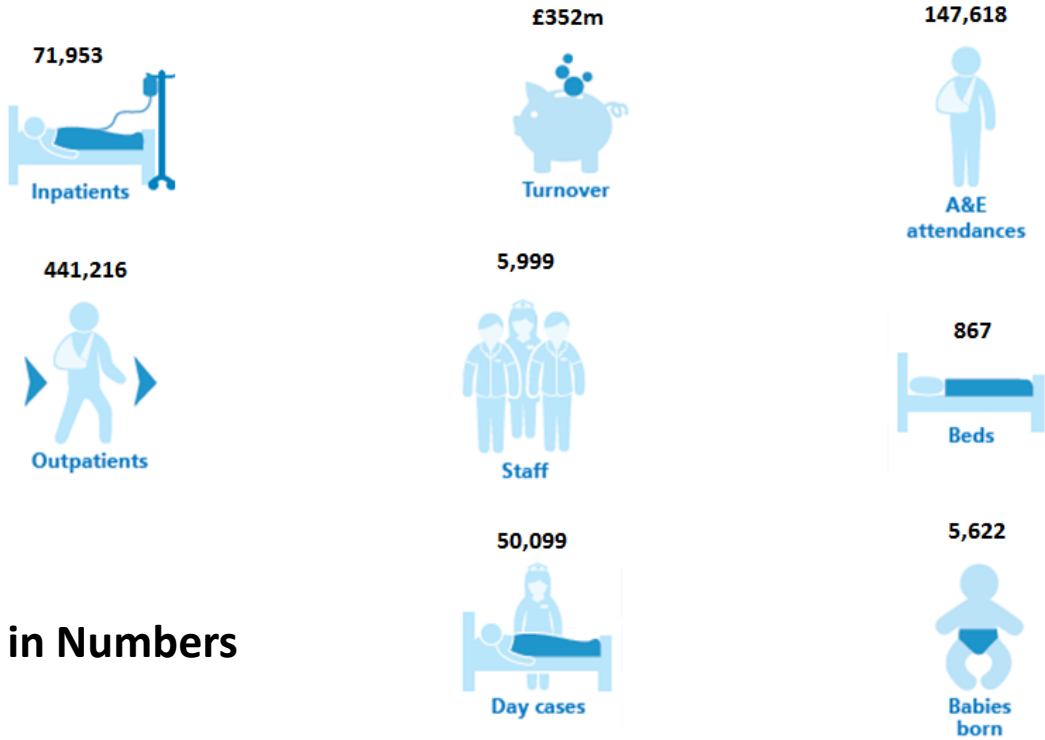 71,953
Inpatients
£352m
Turnover
147,618
A&E
attendances
441,216
Outpatients
5,999
Staff
867
Beds
in Numbers
50,099
Day cases
5,622
Babies
born